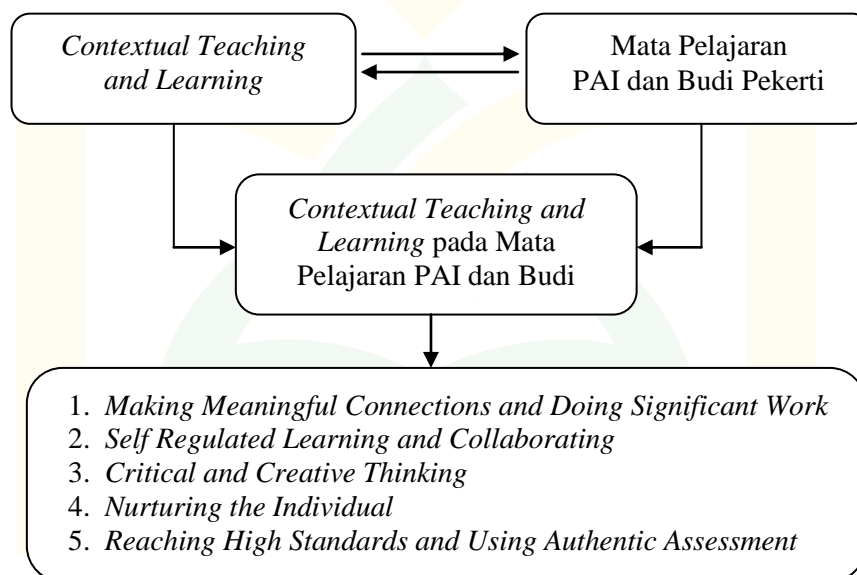 Contextual Teaching
and Learning
Mata Pelajaran
PAI dan Budi Pekerti
Contextual Teaching and
Learning pada Mata
Pelajaran PAI dan Budi
1. Making Meaningful Connections and Doing Significant Work
2. Self Regulated Learning and Collaborating
3. Critical and Creative Thinking
4. Nurturing the Individual
5. Reaching High Standards and Using Authentic Assessment